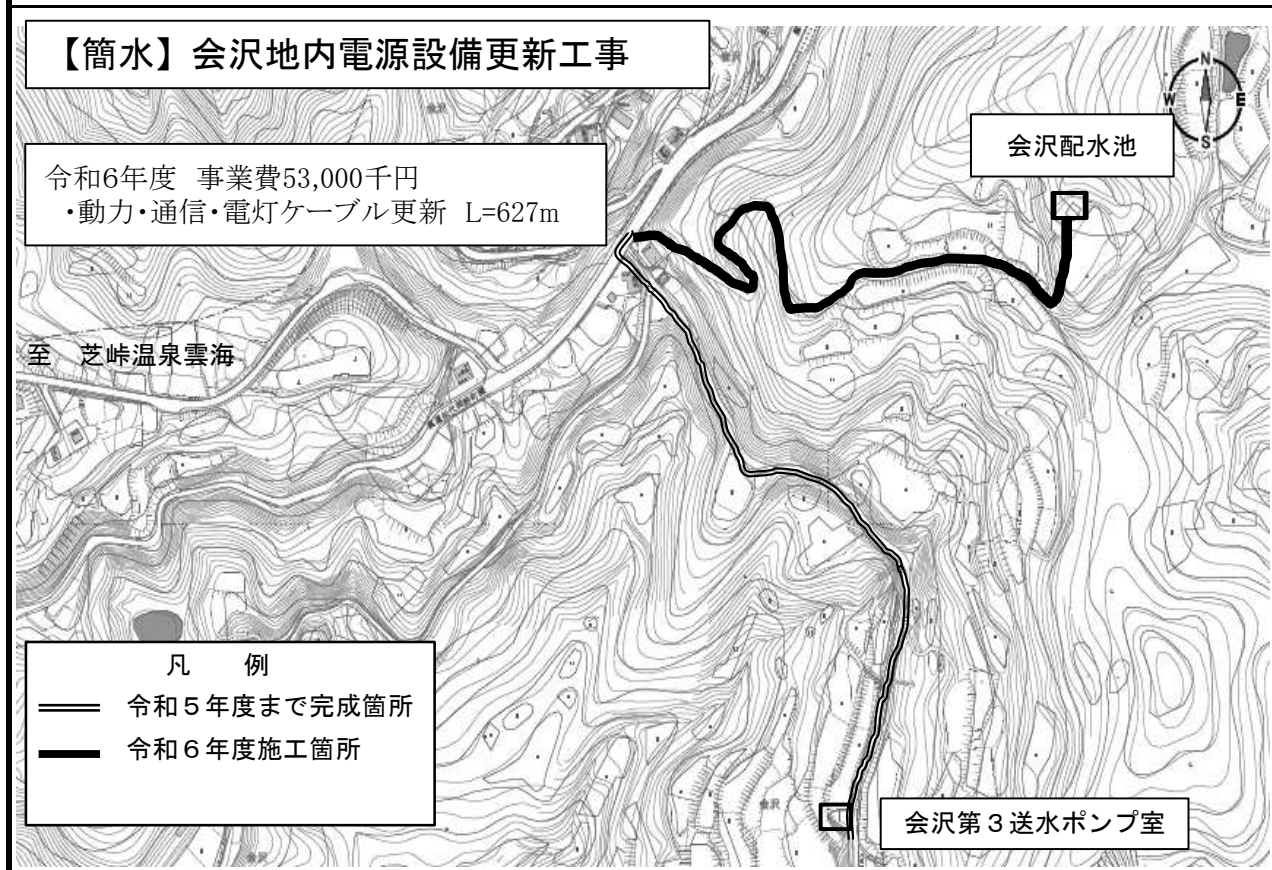 【簡水】会沢地内電源設備更新工事
N
W
E
S
会沢配水池
令和6年度 事業費53,000千円
・動力・通信・電灯ケーブル更新 L=627m
至 芝峠温泉雲海
凡 例
令和5年度まで完成箇所
令和6年度施工箇所
会沢
会沢第3送水ポンプ室